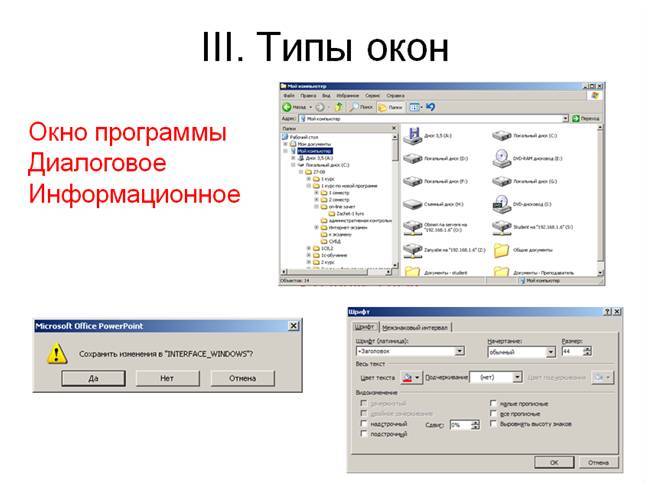 III. Типы окон
Окно программы
Диалоговое
Информационное
Мой компьютер
Файл Правка Вид Избранное Сервис Справка
Назад Поиск Папки
Адрес: Мой компьютер Переход
Папки
Рабочий стол
Мои документы
Мой компьютер
Диск 3,5 (A:)
Локальный диск (C:)
27-08
1 курс
1 курс по новой программе
1 семестр
2 семестр
on-line зачет
Zachet-1 kurs
административная контрольн
Интернет-экзамен
к экзамену
СУБД
1С8.2
1с-обучение
2 курс
Диск 3,5 (A:) Локальный диск (C:)
Локальный диск (D:) DVD-RAM дисковод (E:)
Локальный диск (F:) Локальный диск (G:)
Съемный диск (H:) DVD-дисковод (I:)
Obmen na servere на "192.168.1.6" (O:) Student на "192.168.1.6" (S:)
Zanyatie на "192.168.1.6" (Z:) Общие документы
Документы - student Документы - Преподаватель
Объектов: 14 Мой компьютер
Microsoft Office PowerPoint
Сохранить изменения в "INTERFACE_WINDOWS"?
Да Нет Отмена
Шрифт
Шрифт Межзнаковый интервал
Шрифт (латиница): Начертание: Размер:
+Заголовок обычный 44
Весь текст
Цвет текста Подчеркивание (нет) Цвет подчеркивания
Видоизменение
зачеркнутый малые прописные
двойное зачеркивание все прописные
надстрочный Сдвиг: 0% Выровнять высоту знаков
подстрочный
ОК Отмена